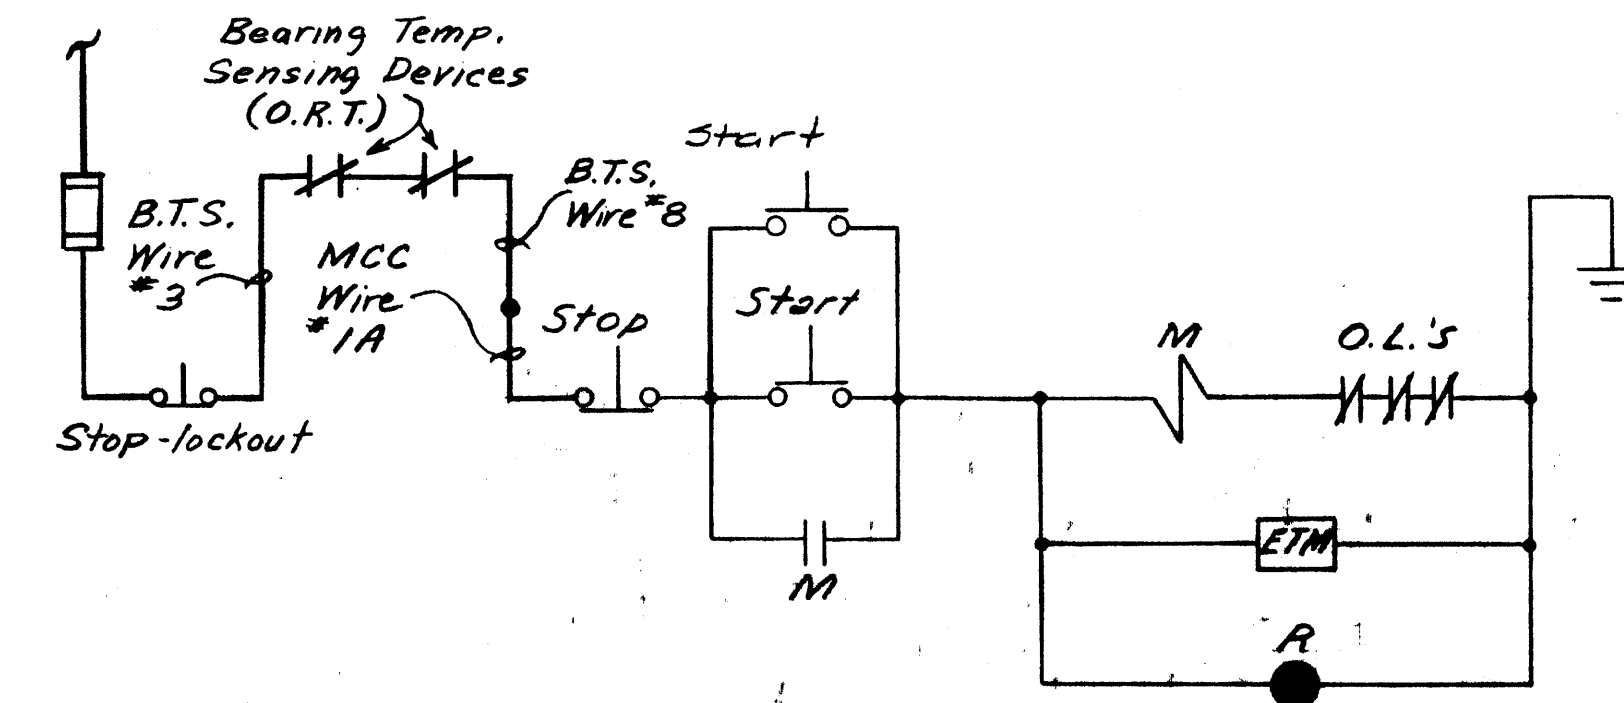 Bearing Temp.
Sensing Devices
(O.R.T.)
Start
B.T.S.
Wire #8
B.T.S.
Wire
#3
MCC
Wire
#1A
Stop
Start
M
O.L.'s
Stop-lockout
ETM
M
R